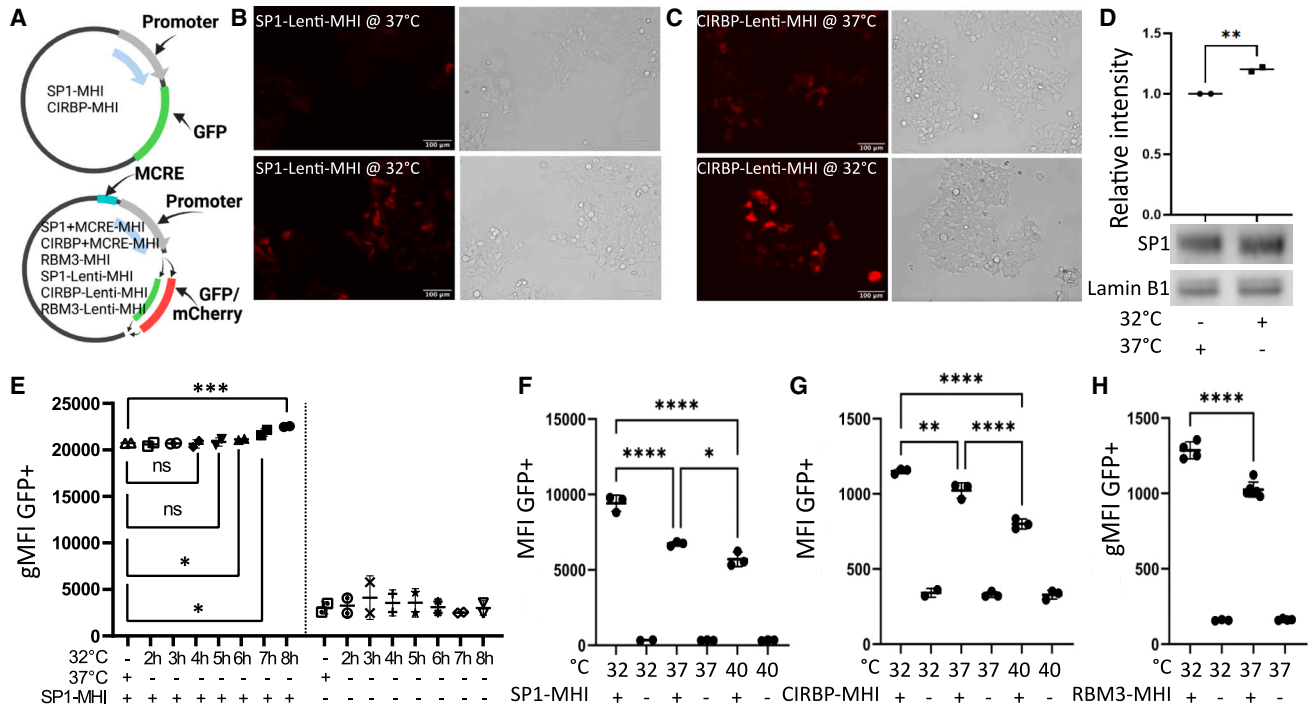 A
Promoter
SP1-MHI
CIRBP-MHI
GFP
MCRE
Promoter
SP1+MCRE-MHI
CIRBP+MCRE-MHI
RBM3-MHI
SP1-Lenti-MHI
CIRBP-Lenti-MHI
RBM3-Lenti-MHI
GFP/
mCherry
B
SP1-Lenti-MHI @ 37°C
100 µm
SP1-Lenti-MHI @ 32°C
100 µm
C
CIRBP-Lenti-MHI @ 37°C
100 µm
CIRBP-Lenti-MHI @ 32°C
100 µm
D
Relative intensity
1.5
1.0
0.5
0.0
**
SP1
Lamin B1
32°C - +
37°C + -
E
gMFI GFP+
25000
20000
15000
10000
5000
0
***
ns
ns
*
*
32°C - 2h 3h 4h 5h 6h 7h 8h - 2h 3h 4h 5h 6h 7h 8h
37°C + - - - - - - - + - - - - - - -
SP1-MHI + + + + + + + + - - - - - - - -
F
MFI GFP+
15000
10000
5000
0
****
**** *
°C 32 32 37 37 40 40
SP1-MHI + - + - + -
G
MFI GFP+
1500
1000
500
0
****
** ****
°C 32 32 37 37 40 40
CIRBP-MHI + - + - + -
H
gMFI GFP+
1500
1000
500
0
****
°C 32 32 37 37
RBM3-MHI + - + -